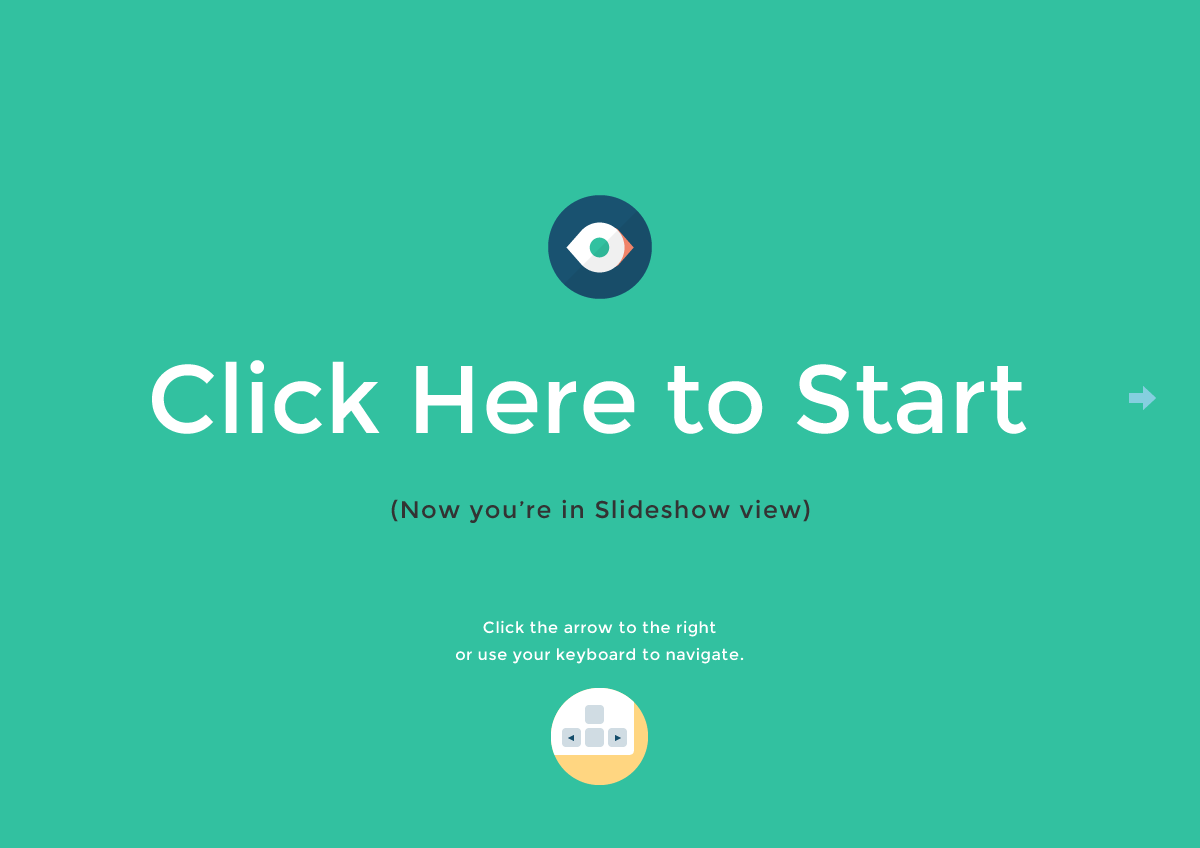 Click Here to Start
(Now you’re in Slideshow view)
Click the arrow to the right
or use your keyboard to navigate.